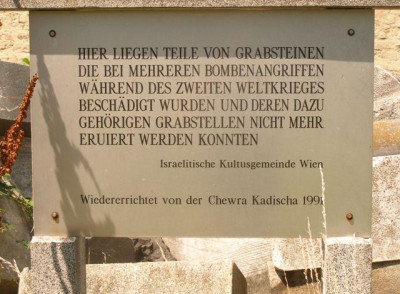 HIER LIEGEN TEILE VON GRABSTEINEN
DIE BEI MEHREREN BOMBENANGRIFFEN
WÄHREND DES ZWEITEN WELTKRIEGES
BESCHÄDIGT WURDEN UND DEREN DAZU
GEHÖRIGEN GRABSTELLEN NICHT MEHR
ERUIERT WERDEN KONNTEN
Israelitische Kultusgemeinde Wien
Wiedererrichtet von der Chewra Kadischa 1991